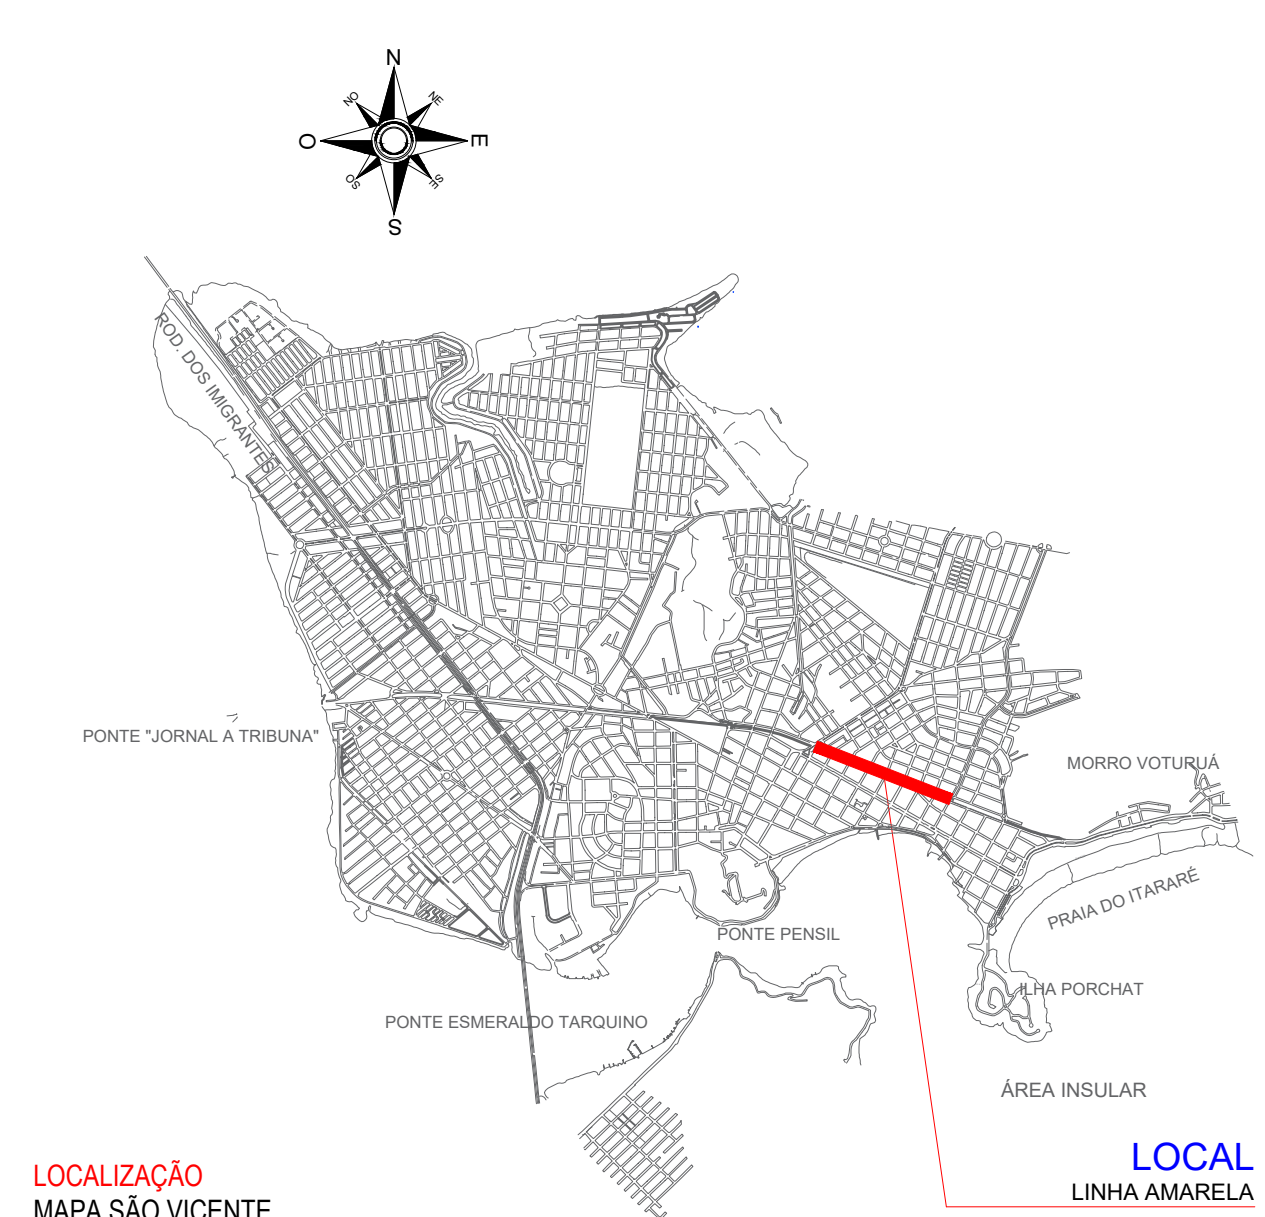 N
NO
NE
O
E
SO
SE
S
ROD. DOS IMIGRANTES
PONTE "JORNAL A TRIBUNA"
MORRO VOTURUÁ
PRAIA DO ITARARÉ
PONTE PENSIL
ILHA PORCHAT
PONTE ESMERALDO TARQUINO
ÁREA INSULAR
LOCAL
LINHA AMARELA
LOCALIZAÇÃO
MAPA SÃO VICENTE